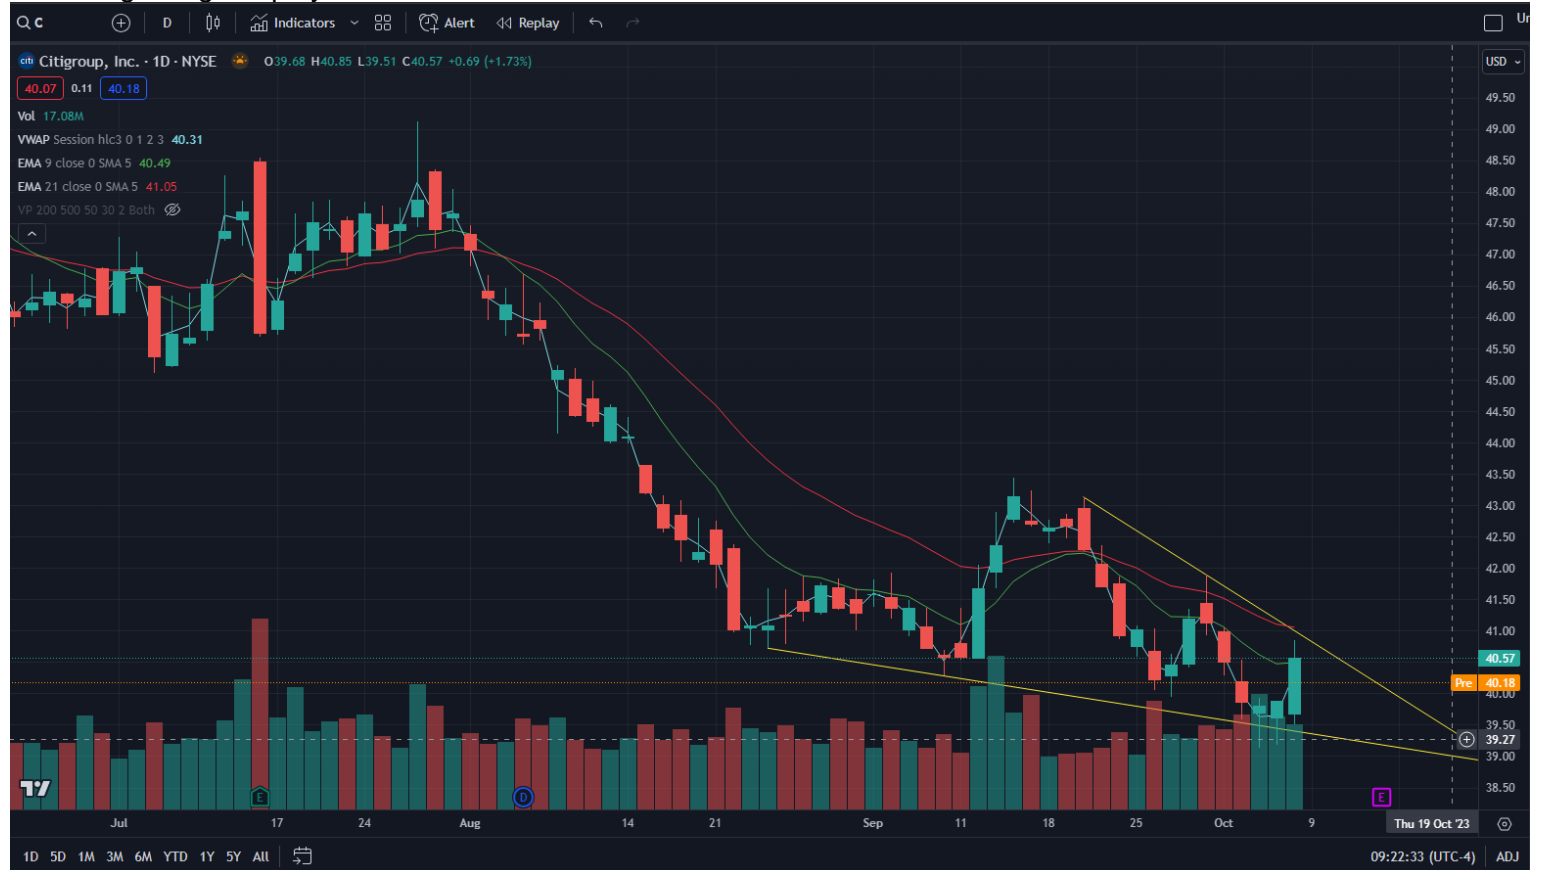 C D Indicators Alert Replay
citi Citigroup, Inc. · 1D · NYSE O39.68 H40.85 L39.51 C40.57 +0.69 (+1.73%) USD
40.07 0.11 40.18
Vol 17.08M
VWAP Session hlc3 0 1 2 3 40.31
EMA 9 close 0 SMA 5 40.49
EMA 21 close 0 SMA 5 41.05
VP 200 500 50 30 2 Both
49.50
49.00
48.50
48.00
47.50
47.00
46.50
46.00
45.50
45.00
44.50
44.00
43.50
43.00
42.50
42.00
41.50
41.00
40.57
Pre 40.18
40.00
39.50
39.27
39.00
38.50
E D E
Jul 17 24 Aug 14 21 Sep 11 18 25 Oct 9 Thu 19 Oct '23
1D 5D 1M 3M 6M YTD 1Y 5Y All 09:22:33 (UTC-4) ADJ